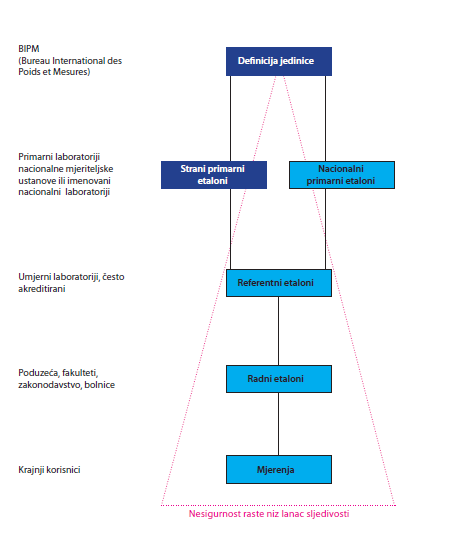 BIPM
(Bureau International des
Poids et Mesures)
Definicija jedinice
Primarni laboratoriji
nacionalne mjeriteljske
ustanove ili imenovani
nacionalni laboratoriji
Strani primarni
etaloni
Nacionalni
primarni etaloni
Umjerni laboratoriji, često
akreditirani
Referentni etaloni
Poduzeća, fakulteti,
zakonodavstvo, bolnice
Radni etaloni
Krajnji korisnici
Mjerenja
Nesigurnost raste niz lanac sljedivosti